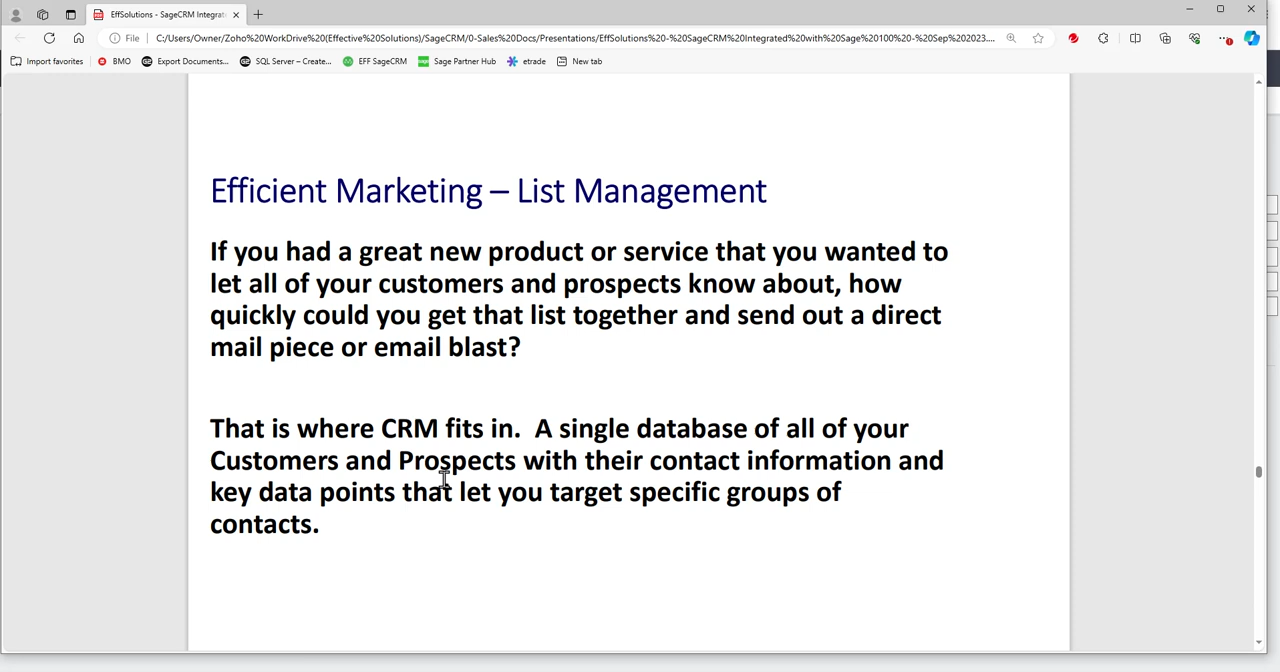 EffSolutions - SageCRM Integrat
File
C:/Users/Owner/Zoho%20WorkDrive%20(Effective%20Solutions)/SageCRM/0-Sales%20Docs/Presentations/EffSolutions%20-%20SageCRM%20Integrated%20with%20Sage%20100%20-%20Sep%202023....
Import favorites
BMO
Export Documents...
SQL Server – Create...
EFF SageCRM
Sage Partner Hub
etrade
New tab
Efficient Marketing – List Management
If you had a great new product or service that you wanted to
let all of your customers and prospects know about, how
quickly could you get that list together and send out a direct
mail piece or email blast?
That is where CRM fits in.  A single database of all of your
Customers and Prospects with their contact information and
key data points that let you target specific groups of
contacts.